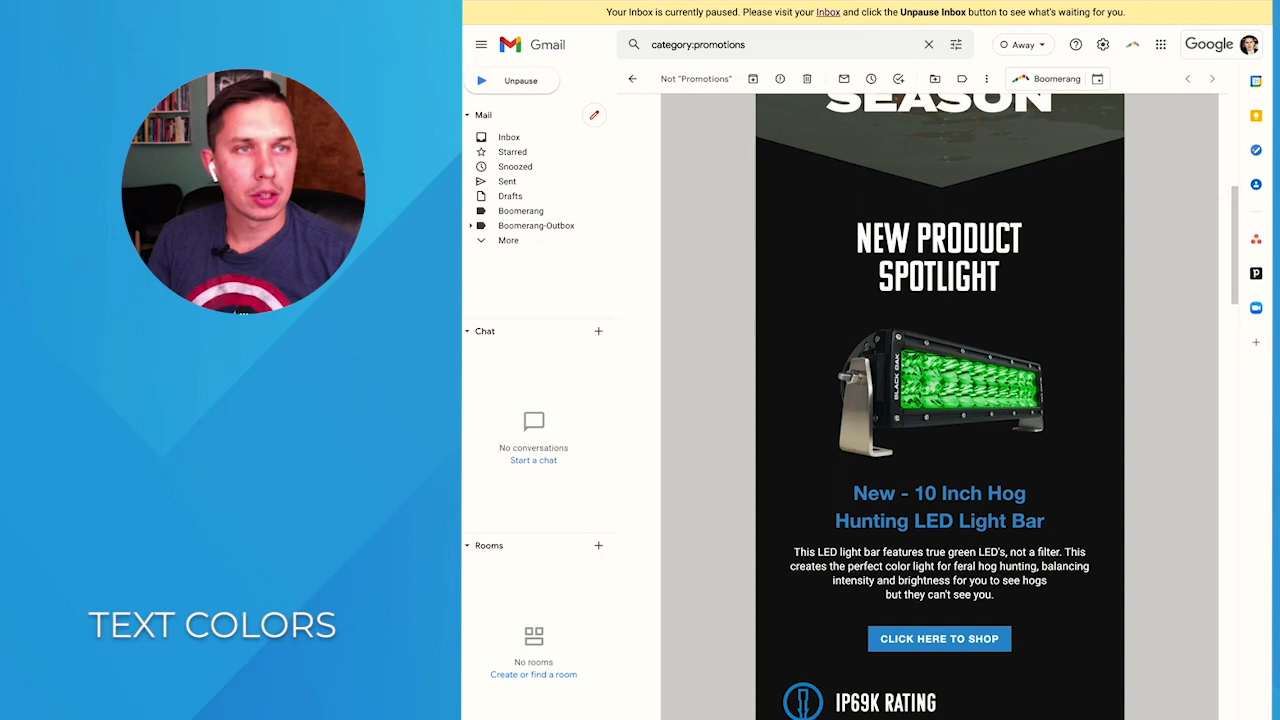 Your Inbox is currently paused. Please visit your Inbox and click the Unpause Inbox button to see what's waiting for you.
Gmail
category:promotions
Away
Google
Unpause
Not "Promotions"
Boomerang
Mail
Inbox
Starred
Snoozed
Sent
Drafts
Boomerang
Boomerang-Outbox
More
Chat
No conversations
Start a chat
Rooms
No rooms
Create or find a room
SEASON
NEW PRODUCT
SPOTLIGHT
BLACK OAK
New - 10 Inch Hog
Hunting LED Light Bar
This LED light bar features true green LED's, not a filter. This
creates the perfect color light for feral hog hunting, balancing
intensity and brightness for you to see hogs
but they can't see you.
CLICK HERE TO SHOP
IP69K RATING
TEXT COLORS